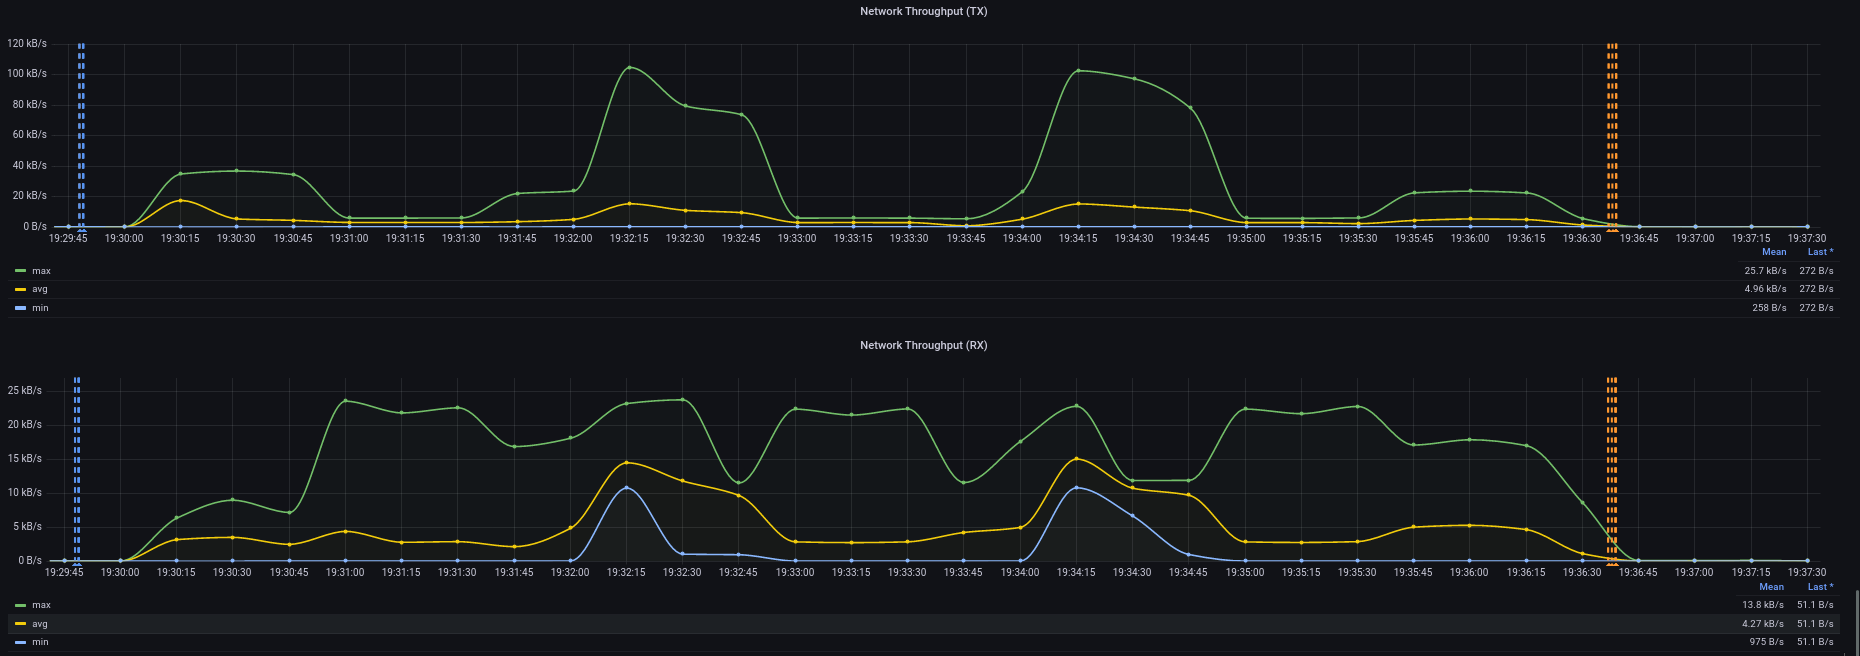 Network Throughput (TX)
120 kB/s
100 kB/s
80 kB/s
60 kB/s
40 kB/s
20 kB/s
0 B/s
19:29:45 19:30:00 19:30:15 19:30:30 19:30:45 19:31:00 19:31:15 19:31:30 19:31:45 19:32:00 19:32:15 19:32:30 19:32:45 19:33:00 19:33:15 19:33:30 19:33:45 19:34:00 19:34:15 19:34:30 19:34:45 19:35:00 19:35:15 19:35:30 19:35:45 19:36:00 19:36:15 19:36:30 19:36:45 19:37:00 19:37:15 19:37:30
Mean Last *
max 25.7 kB/s 272 B/s
avg 4.96 kB/s 272 B/s
min 258 B/s 272 B/s
Network Throughput (RX)
25 kB/s
20 kB/s
15 kB/s
10 kB/s
5 kB/s
0 B/s
19:29:45 19:30:00 19:30:15 19:30:30 19:30:45 19:31:00 19:31:15 19:31:30 19:31:45 19:32:00 19:32:15 19:32:30 19:32:45 19:33:00 19:33:15 19:33:30 19:33:45 19:34:00 19:34:15 19:34:30 19:34:45 19:35:00 19:35:15 19:35:30 19:35:45 19:36:00 19:36:15 19:36:30 19:36:45 19:37:00 19:37:15 19:37:30
Mean Last *
max 13.8 kB/s 51.1 B/s
avg 4.27 kB/s 51.1 B/s
min 975 B/s 51.1 B/s